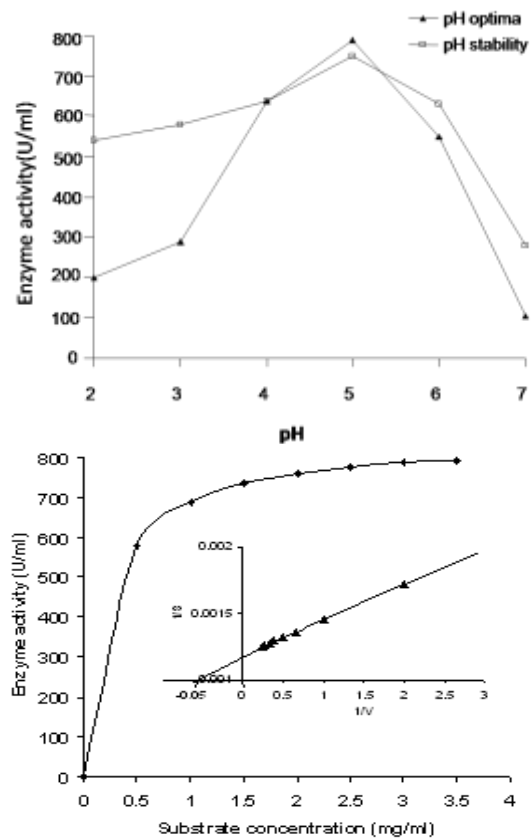 pH optima
pH stability
Enzyme activity(U/ml)
800
700
600
500
400
300
200
100
0
2 3 4 5 6 7
pH
Enzyme activity (U/ml)
800
700
600
500
400
300
200
100
0
0.002
0.0015
0.001
1/S
-0.05 0 0.5 1 1.5 2 2.5 3
1/V
0 0.5 1 1.5 2 2.5 3 3.5 4
Substrate concentration (mg/ml)